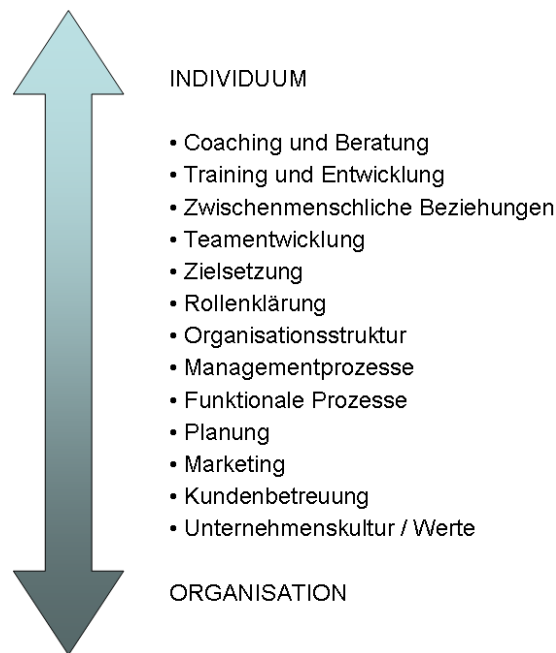 INDIVIDUUM
• Coaching und Beratung
• Training und Entwicklung
• Zwischenmenschliche Beziehungen
• Teamentwicklung
• Zielsetzung
• Rollenklärung
• Organisationsstruktur
• Managementprozesse
• Funktionale Prozesse
• Planung
• Marketing
• Kundenbetreuung
• Unternehmenskultur / Werte
ORGANISATION